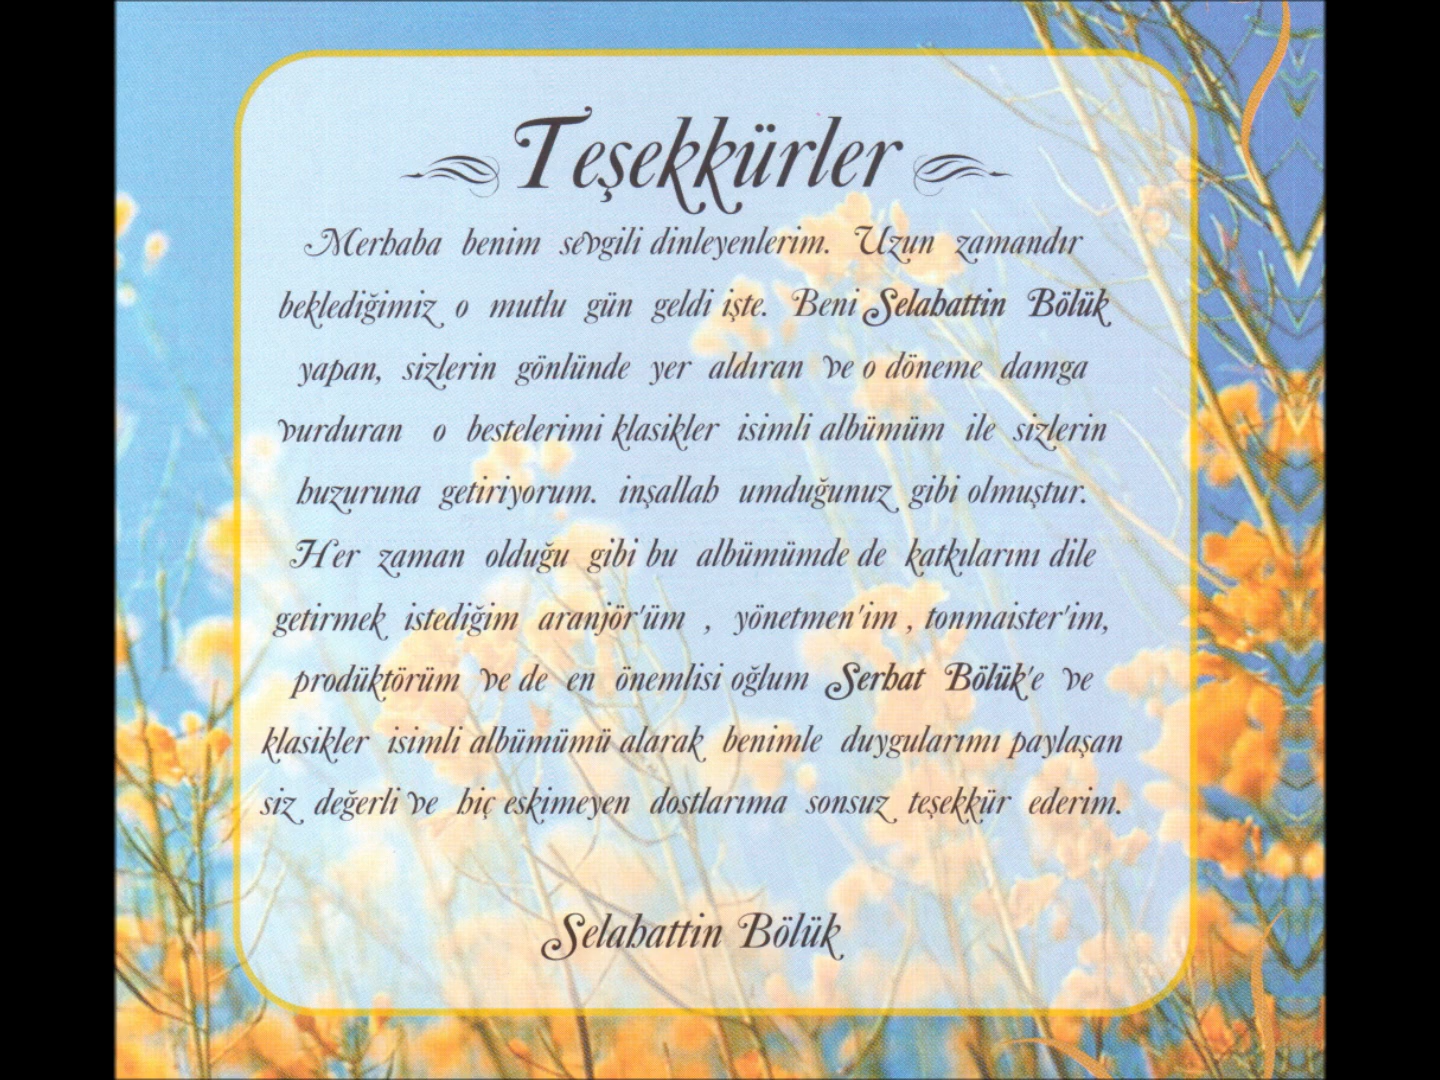 Teşekkürler
Merhaba benim sevgili dinleyenlerim. Uzun zamandır
beklediğimiz o mutlu gün geldi işte. Beni Selahattin Bölük
yapan, sizlerin gönlünde yer aldıran ve o döneme damga
vurduran o bestelerimi klasikler isimli albümüm ile sizlerin
huzuruna getiriyorum. inşallah umduğunuz gibi olmuştur.
Her zaman olduğu gibi bu albümümde de katkılarını dile
getirmek istediğim aranjör'üm , yönetmen'im , tonmaister'im,
prodüktörüm ve de en önemlisi oğlum Serhat Bölük'e ve
klasikler isimli albümümü alarak benimle duygularımı paylaşan
siz değerli ve hiç eskimeyen dostlarıma sonsuz teşekkür ederim.
Selahattin Bölük